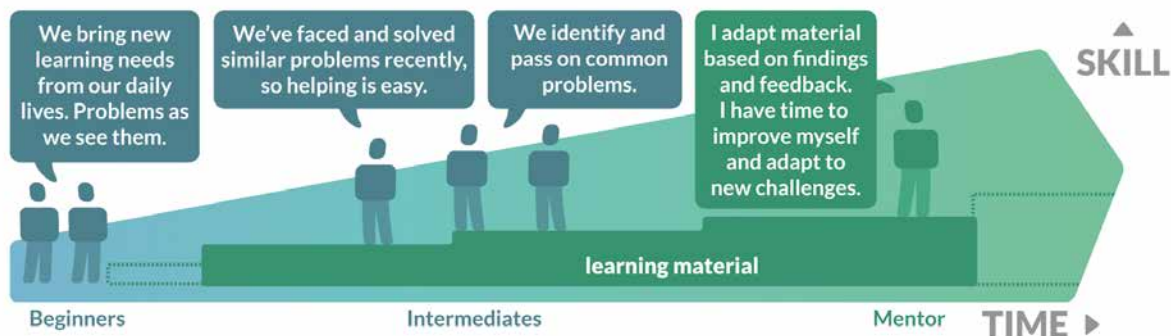 We bring new
learning needs
from our daily
lives. Problems as
we see them.
We've faced and solved
similar problems recently,
so helping is easy.
We identify and
pass on common
problems.
I adapt material
based on findings
and feedback.
I have time to
improve myself
and adapt to
new challenges.
SKILL
learning material
Beginners
Intermediates
Mentor
TIME